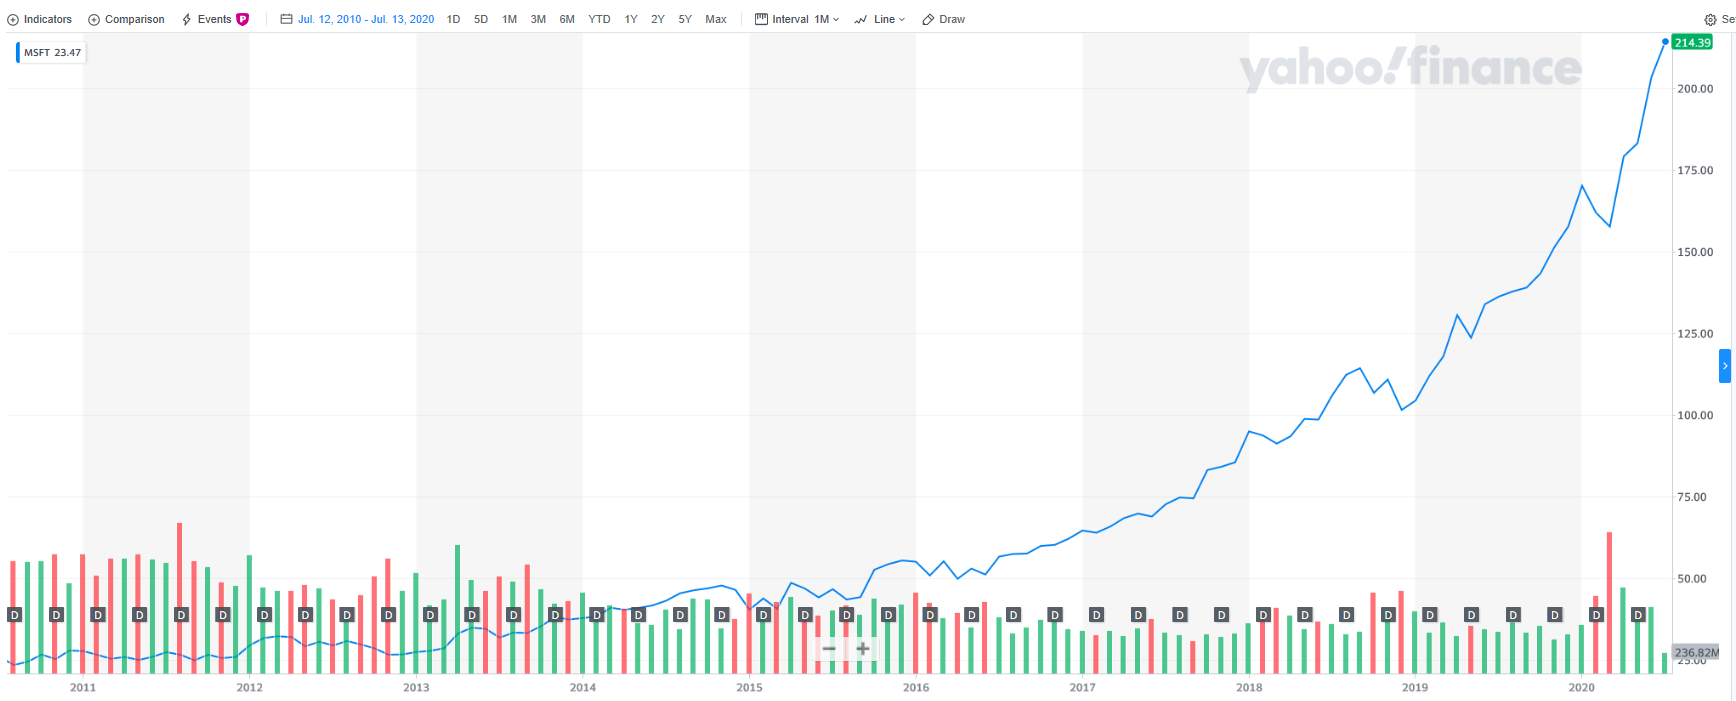 Indicators Comparison Events P Jul. 12, 2010 - Jul. 13, 2020 1D 5D 1M 3M 6M YTD 1Y 2Y 5Y Max Interval 1M Line Draw Se
MSFT 23.47
yahoo!finance
214.39
200.00
175.00
150.00
125.00
100.00
75.00
50.00
D D D D D D D D D D D D D D D D D D D D D D D D D D D D D D D D D D D D D D D D
236.82M
25.00
2011 2012 2013 2014 2015 2016 2017 2018 2019 2020